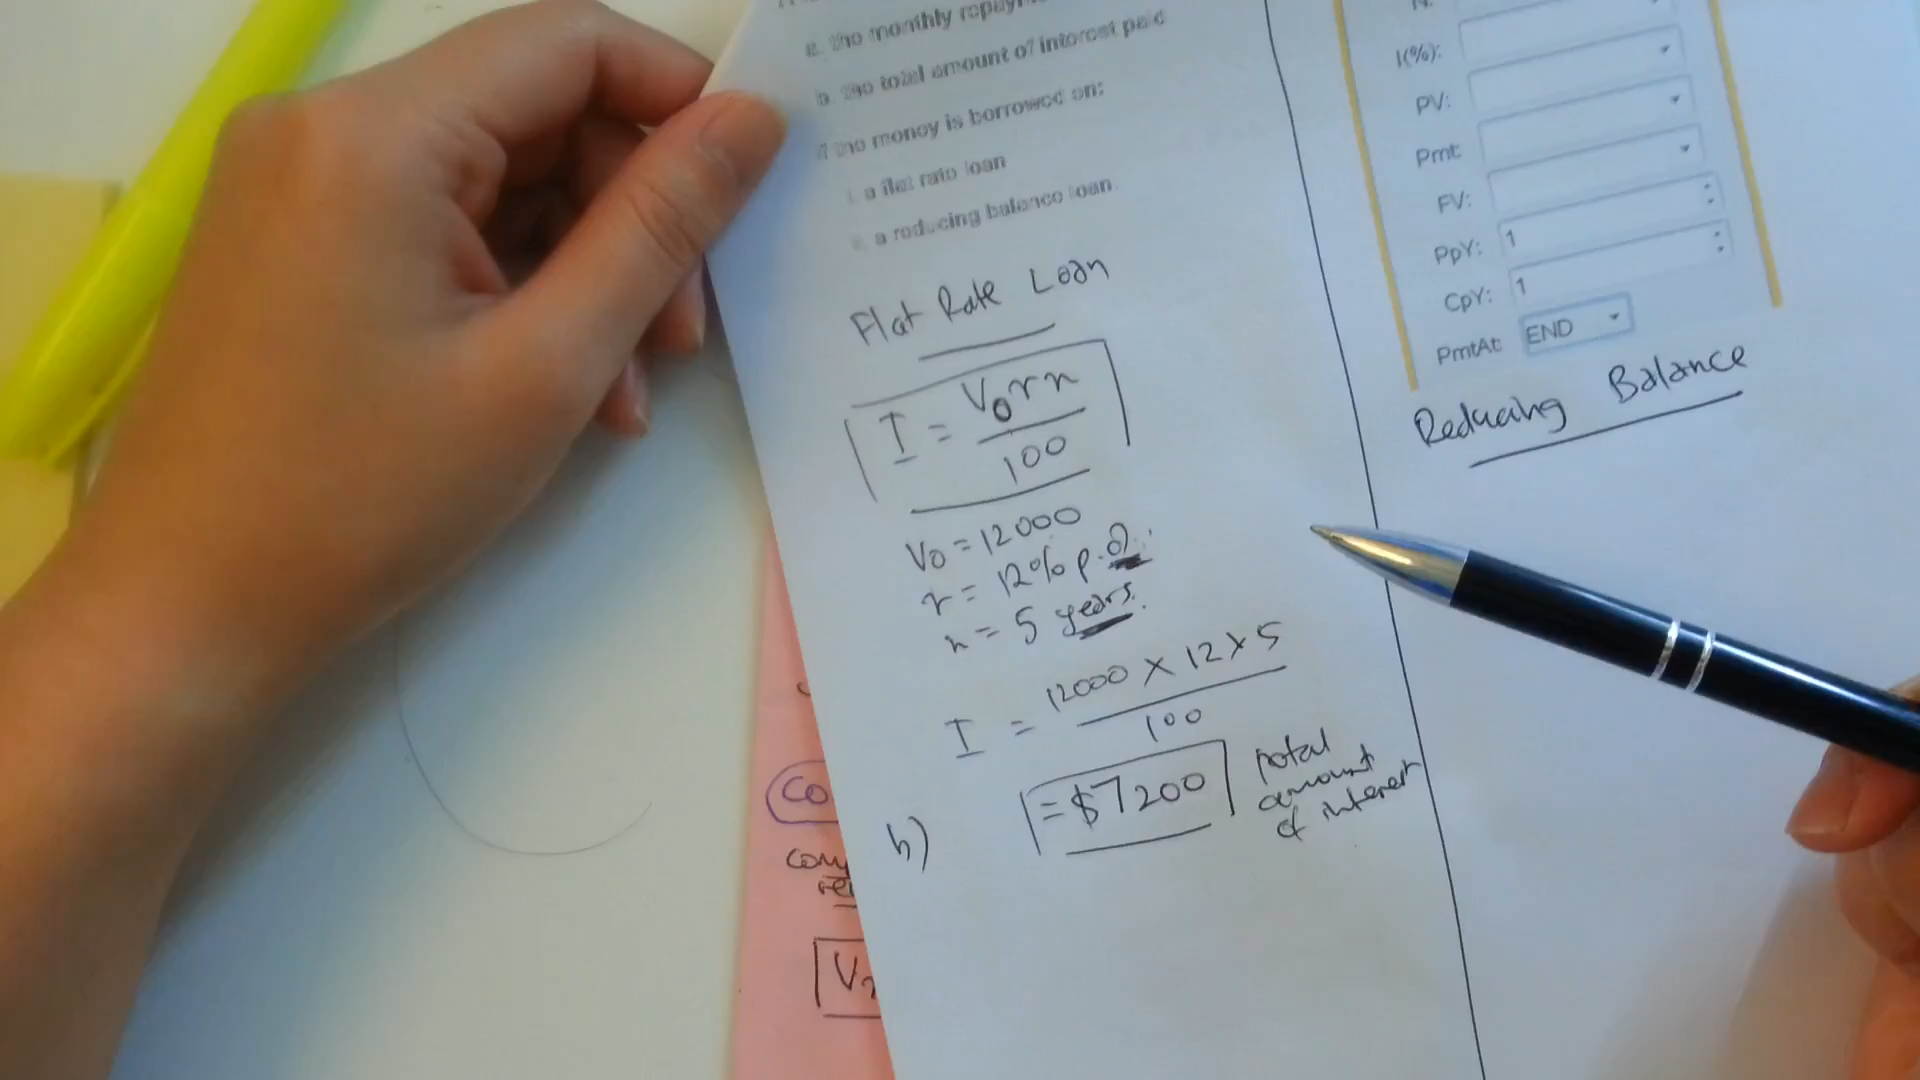 a. the monthly
b. the total amount of interest paid
if the money is borrowed on:
i. a flat rate loan
ii. a reducing balance loan.
Flat Rate Loan
I = V₀rn
100
V₀ = 12000
r = 12% p.a.
n = 5 years.
I = 12000 × 12 × 5
100
b) = $7200 total
amount
of interest
N:
I(%):
PV:
Pmt:
FV:
PpY: 1
CpY: 1
PmtAt: END
Reducing Balance